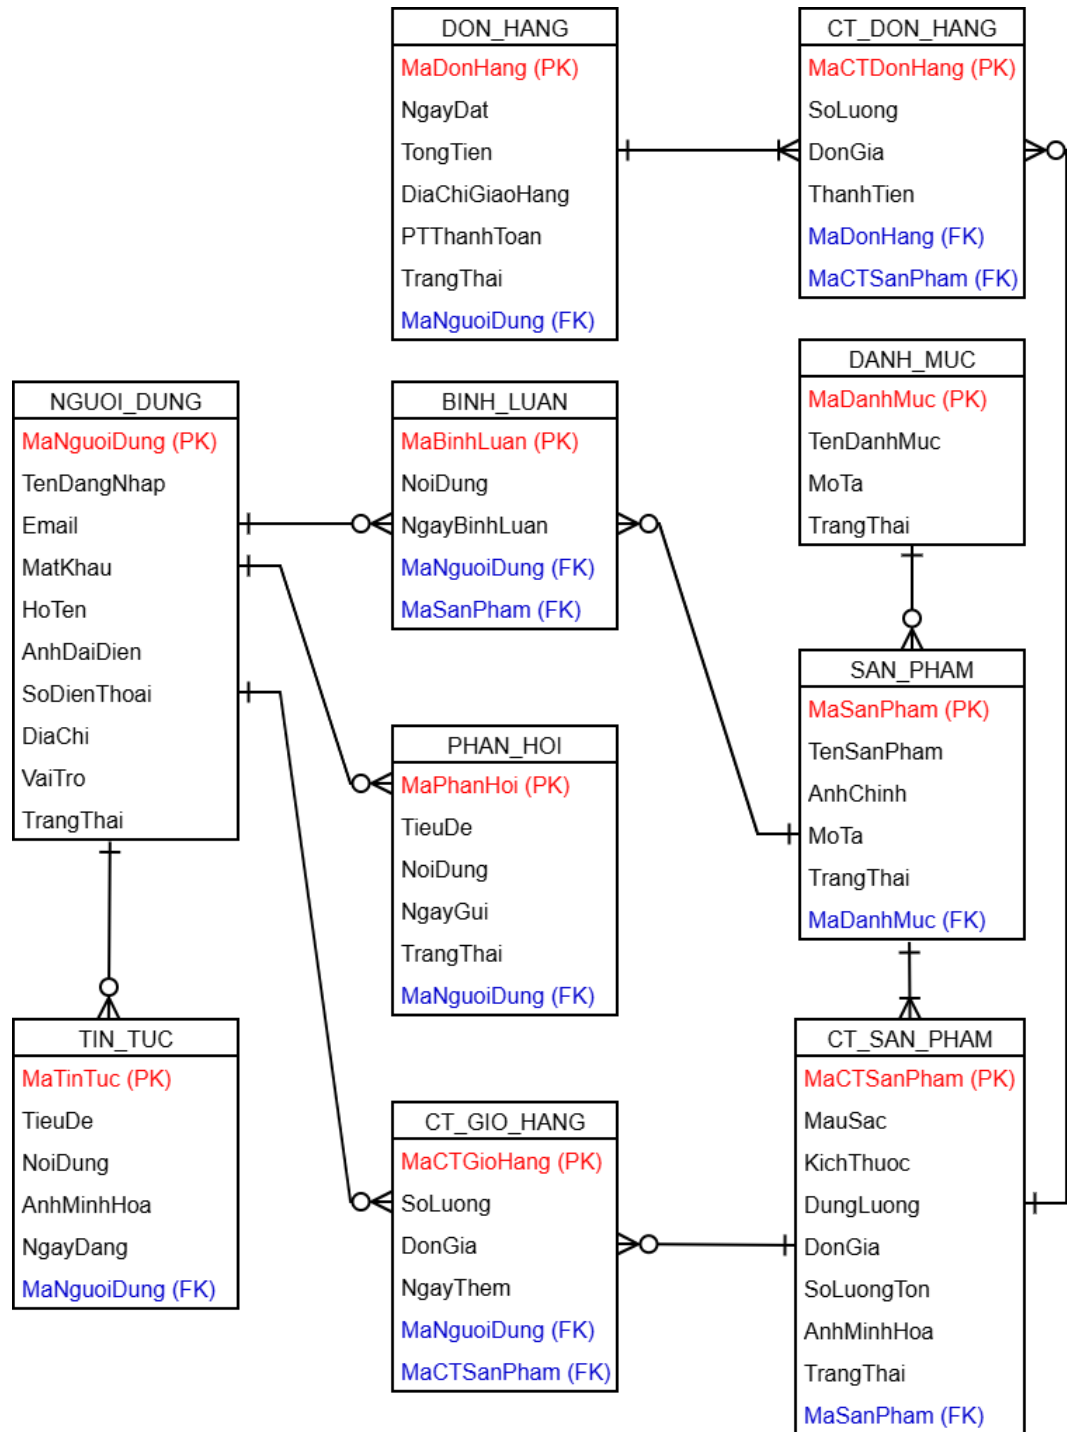 DON_HANG
MaDonHang (PK)
NgayDat
TongTien
DiaChiGiaoHang
PTThanhToan
TrangThai
MaNguoiDung (FK)
CT_DON_HANG
MaCTDonHang (PK)
SoLuong
DonGia
ThanhTien
MaDonHang (FK)
MaCTSanPham (FK)
NGUOI_DUNG
MaNguoiDung (PK)
TenDangNhap
Email
MatKhau
HoTen
AnhDaiDien
SoDienThoai
DiaChi
VaiTro
TrangThai
BINH_LUAN
MaBinhLuan (PK)
NoiDung
NgayBinhLuan
MaNguoiDung (FK)
MaSanPham (FK)
DANH_MUC
MaDanhMuc (PK)
TenDanhMuc
MoTa
TrangThai
SAN_PHAM
MaSanPham (PK)
TenSanPham
AnhChinh
MoTa
TrangThai
MaDanhMuc (FK)
PHAN_HOI
MaPhanHoi (PK)
TieuDe
NoiDung
NgayGui
TrangThai
MaNguoiDung (FK)
TIN_TUC
MaTinTuc (PK)
TieuDe
NoiDung
AnhMinhHoa
NgayDang
MaNguoiDung (FK)
CT_GIO_HANG
MaCTGioHang (PK)
SoLuong
DonGia
NgayThem
MaNguoiDung (FK)
MaCTSanPham (FK)
CT_SAN_PHAM
MaCTSanPham (PK)
MauSac
KichThuoc
DungLuong
DonGia
SoLuongTon
AnhMinhHoa
TrangThai
MaSanPham (FK)